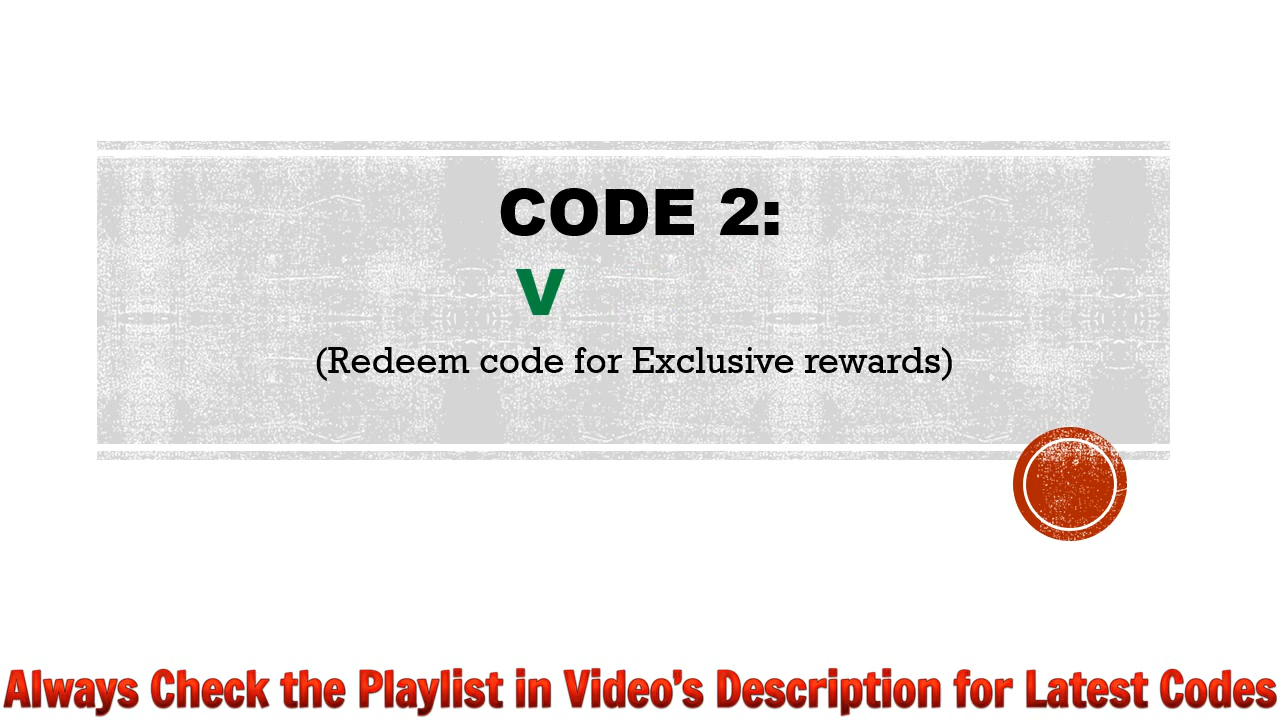 CODE 2:
V
(Redeem code for Exclusive rewards)
Always Check the Playlist in Video's Description for Latest Codes